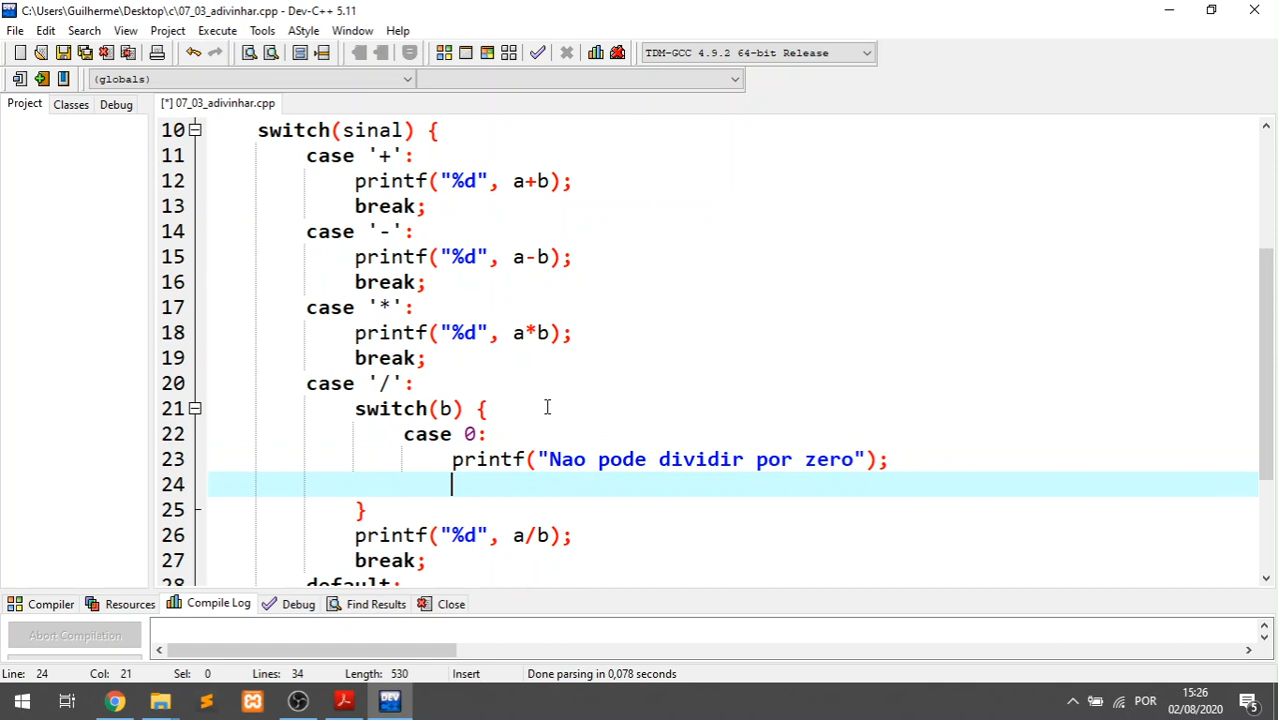 C:\Users\Guilherme\Desktop\c\07_03_adivinhar.cpp - Dev-C++ 5.11
File Edit Search View Project Execute Tools AStyle Window Help
TDM-GCC 4.9.2 64-bit Release
(globals)
Project Classes Debug [*] 07_03_adivinhar.cpp
10 switch(sinal) {
11 case '+':
12 printf("%d", a+b);
13 break;
14 case '-':
15 printf("%d", a-b);
16 break;
17 case '*':
18 printf("%d", a*b);
19 break;
20 case '/':
21 switch(b) {
22 case 0:
23 printf("Nao pode dividir por zero");
24
25 }
26 printf("%d", a/b);
27 break;
28 default:
Compiler Resources Compile Log Debug Find Results Close
Abort Compilation
Line: 24 Col: 21 Sel: 0 Lines: 34 Length: 530 Insert Done parsing in 0,078 seconds
DEV POR 15:26
02/08/2020 5